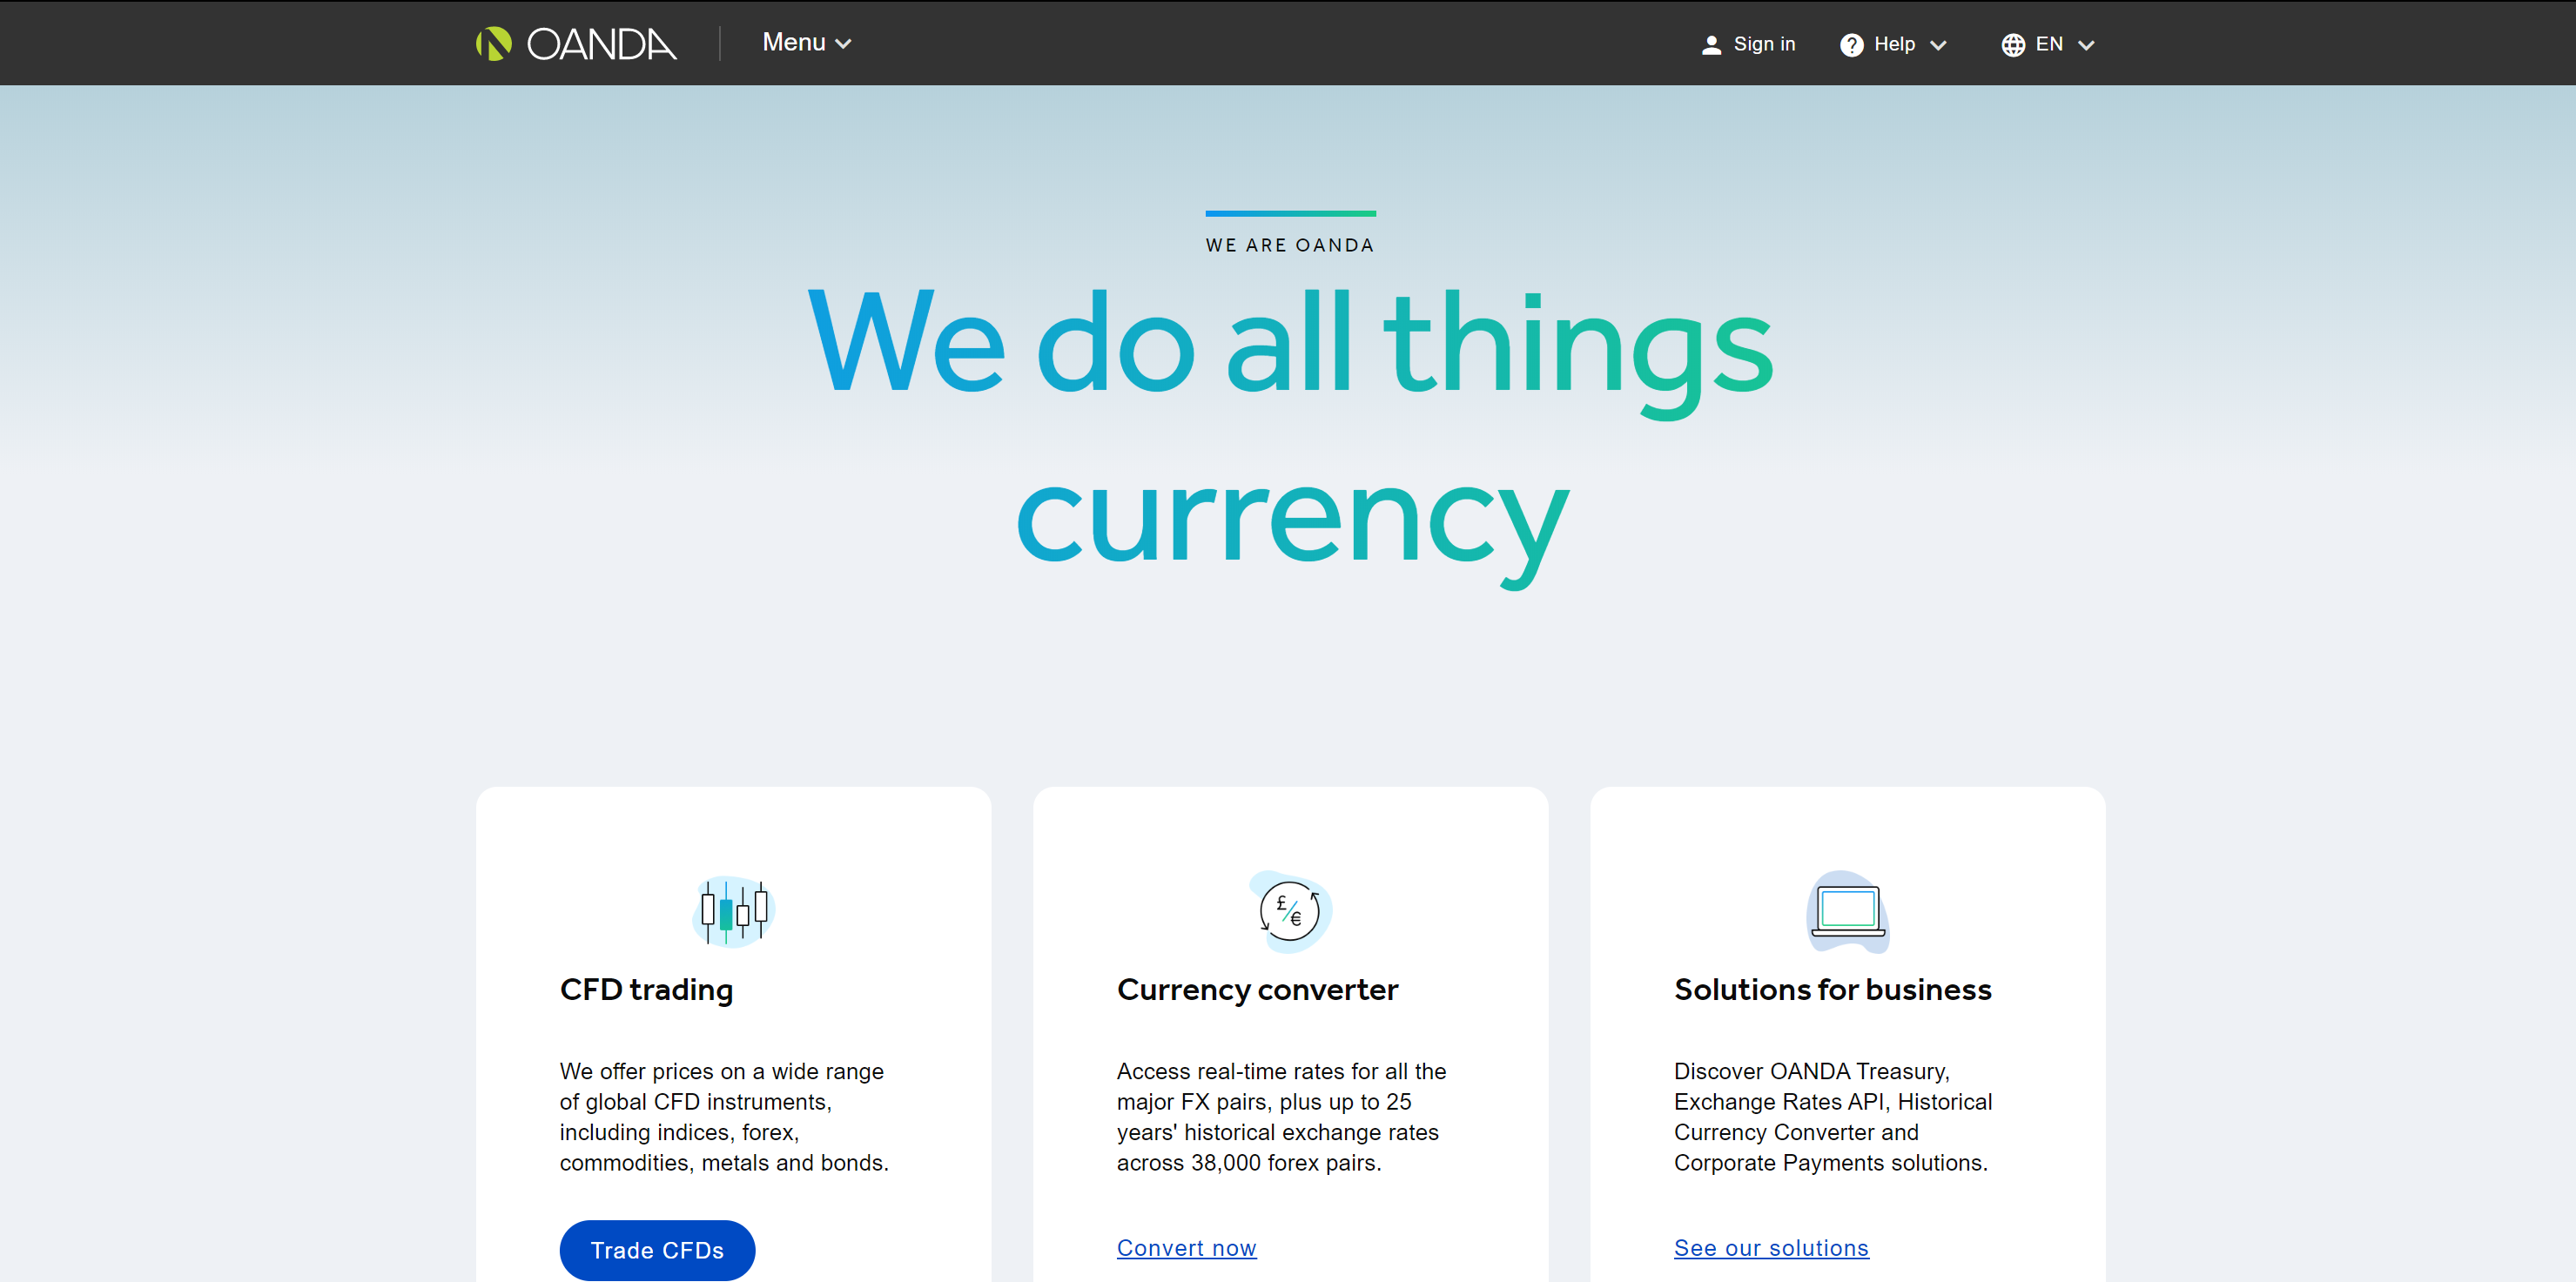 OANDA
Menu
Sign in
Help
EN
WE ARE OANDA
We do all things
currency
£
€
CFD trading
We offer prices on a wide range
of global CFD instruments,
including indices, forex,
commodities, metals and bonds.
Trade CFDs
Currency converter
Access real-time rates for all the
major FX pairs, plus up to 25
years' historical exchange rates
across 38,000 forex pairs.
Convert now
Solutions for business
Discover OANDA Treasury,
Exchange Rates API, Historical
Currency Converter and
Corporate Payments solutions.
See our solutions